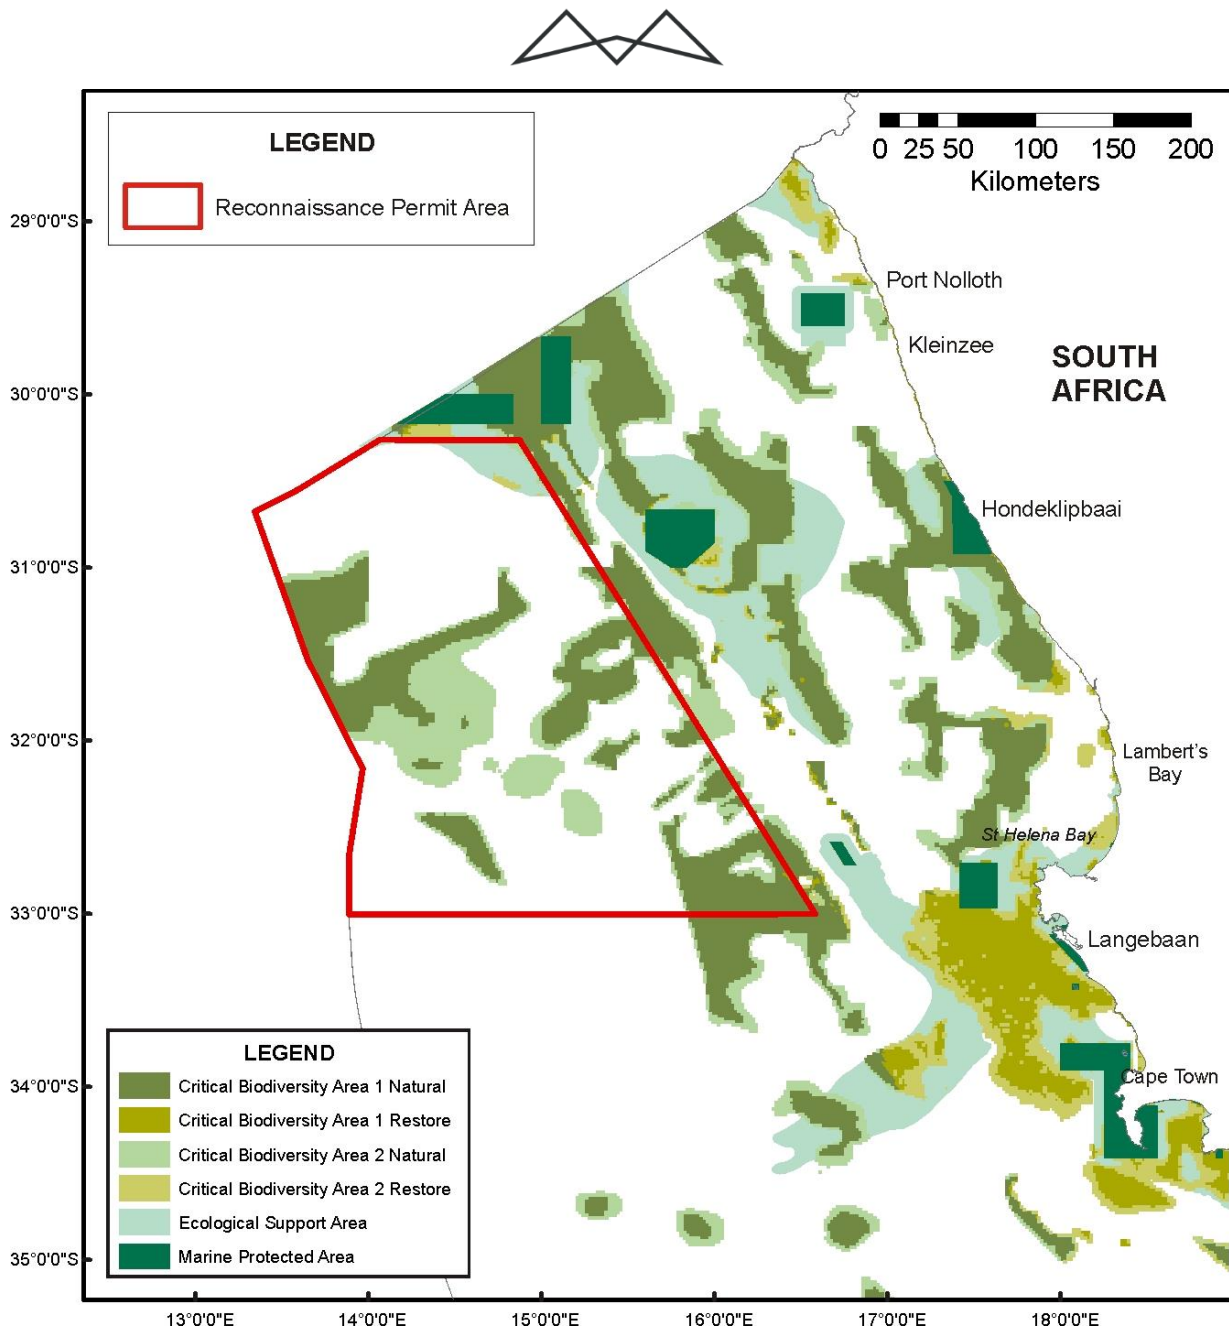 LEGEND
Reconnaissance Permit Area
0 25 50 100 150 200
Kilometers
29°0'0"S
30°0'0"S
31°0'0"S
32°0'0"S
33°0'0"S
34°0'0"S
35°0'0"S
Port Nolloth
Kleinzee
SOUTH
AFRICA
Hondeklipbaai
Lambert's
Bay
St Helena Bay
Langebaan
Cape Town
LEGEND
Critical Biodiversity Area 1 Natural
Critical Biodiversity Area 1 Restore
Critical Biodiversity Area 2 Natural
Critical Biodiversity Area 2 Restore
Ecological Support Area
Marine Protected Area
13°0'0"E 14°0'0"E 15°0'0"E 16°0'0"E 17°0'0"E 18°0'0"E